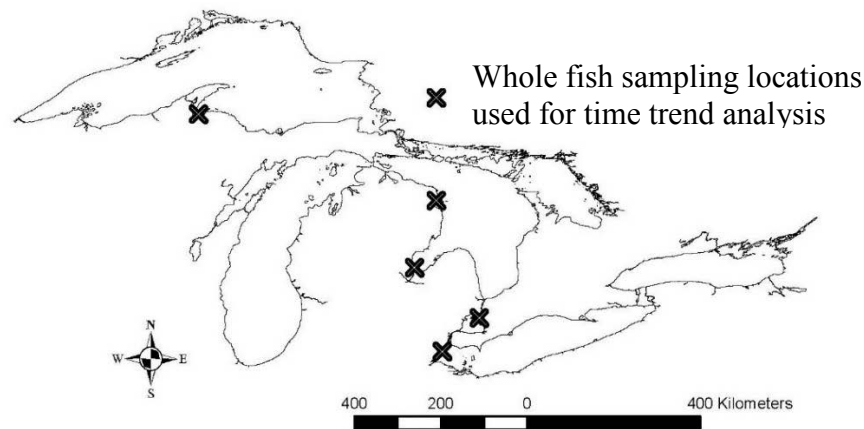 Whole fish sampling locations
used for time trend analysis
N
W E
S
400 200 0 400 Kilometers